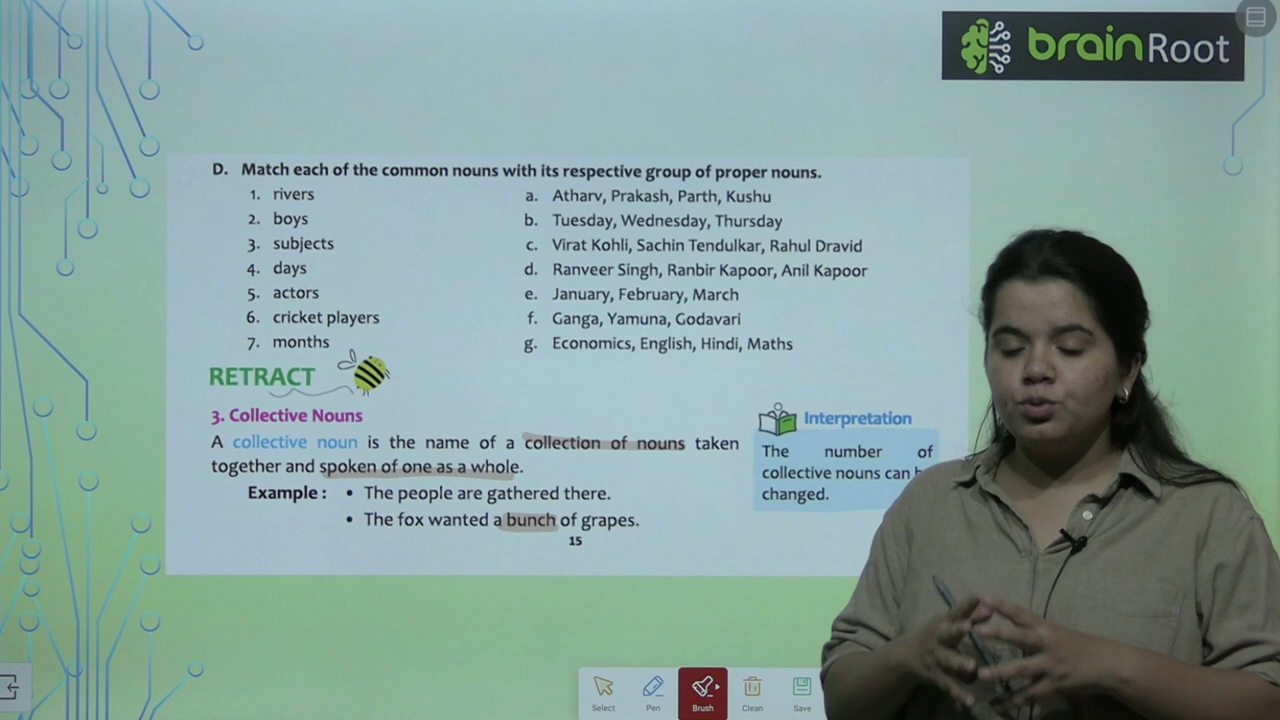 brainRoot
D. Match each of the common nouns with its respective group of proper nouns.
1. rivers a. Atharv, Prakash, Parth, Kushu
2. boys b. Tuesday, Wednesday, Thursday
3. subjects c. Virat Kohli, Sachin Tendulkar, Rahul Dravid
4. days d. Ranveer Singh, Ranbir Kapoor, Anil Kapoor
5. actors e. January, February, March
6. cricket players f. Ganga, Yamuna, Godavari
7. months g. Economics, English, Hindi, Maths
RETRACT
3. Collective Nouns
A collective noun is the name of a collection of nouns taken
together and spoken of one as a whole.
Example : • The people are gathered there.
• The fox wanted a bunch of grapes.
15
Interpretation
The number of
collective nouns can
changed.
Select Pen Brush Clean Save